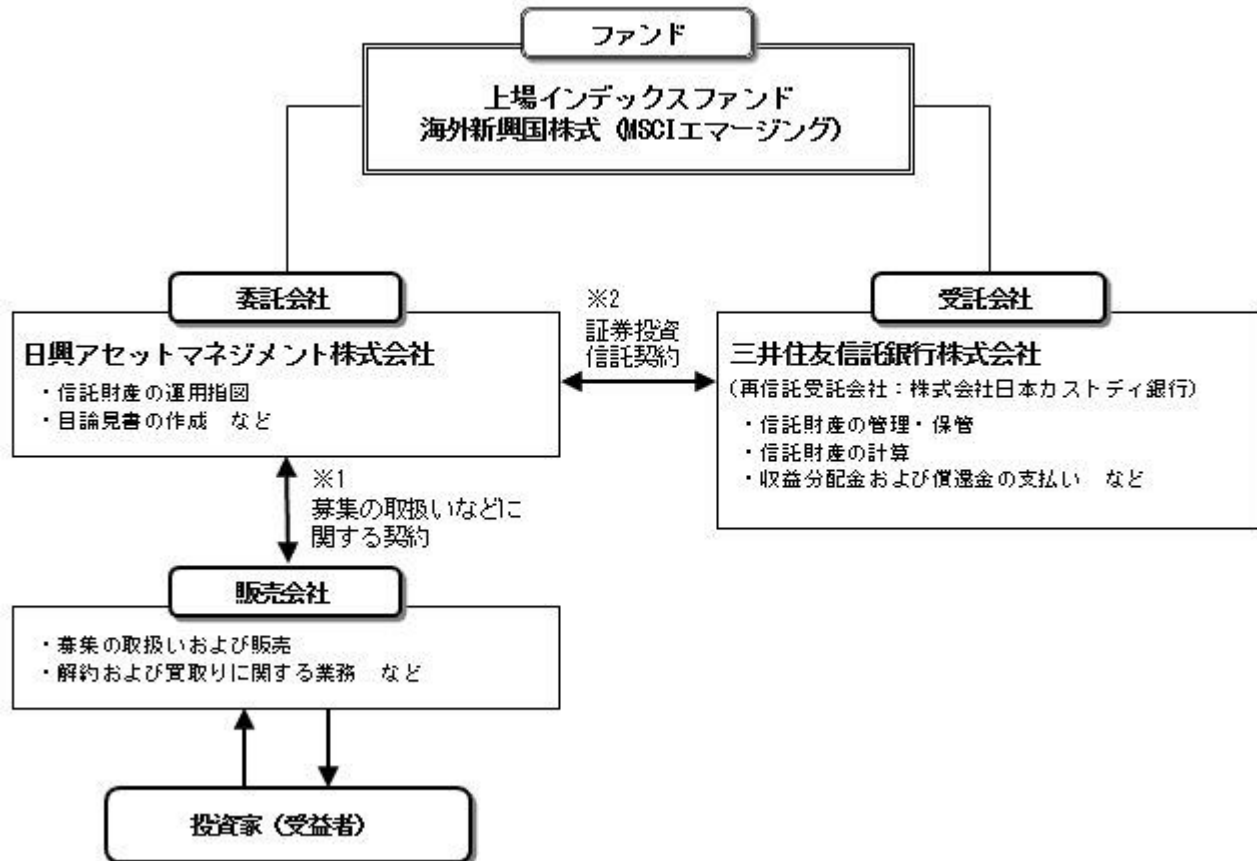 ファンド
上場インデックスファンド
海外新興国株式（MSCIエマージング）
委託会社
日興アセットマネジメント株式会社
・信託財産の運用指図
・目論見書の作成　など
※2
証券投資
信託契約
受託会社
三井住友信託銀行株式会社
（再信託受託会社：株式会社日本カストディ銀行）
・信託財産の管理・保管
・信託財産の計算
・収益分配金および償還金の支払い　など
※1
募集の取扱いなどに
関する契約
販売会社
・募集の取扱いおよび販売
・解約および買取りに関する業務　など
投資家（受益者）